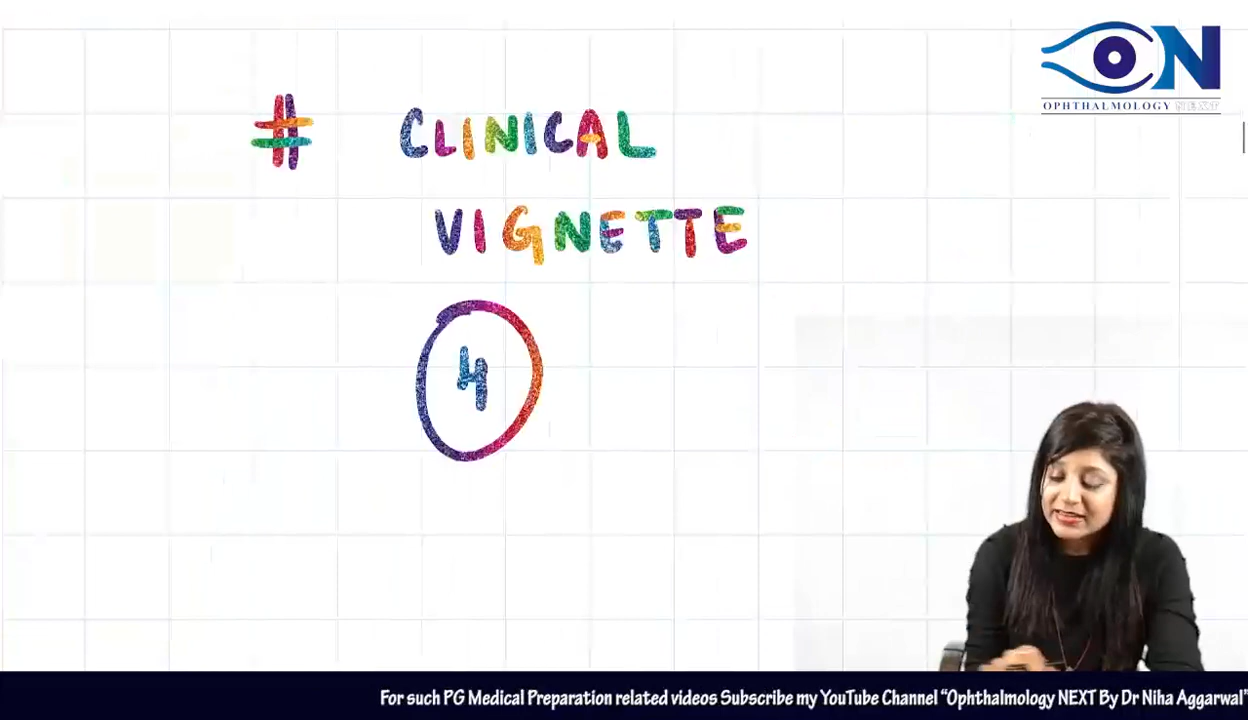 ON
OPHTHALMOLOGY NEXT
# CLINICAL
VIGNETTE
4
For such PG Medical Preparation related videos Subscribe my YouTube Channel “Ophthalmology NEXT By Dr Niha Aggarwal”